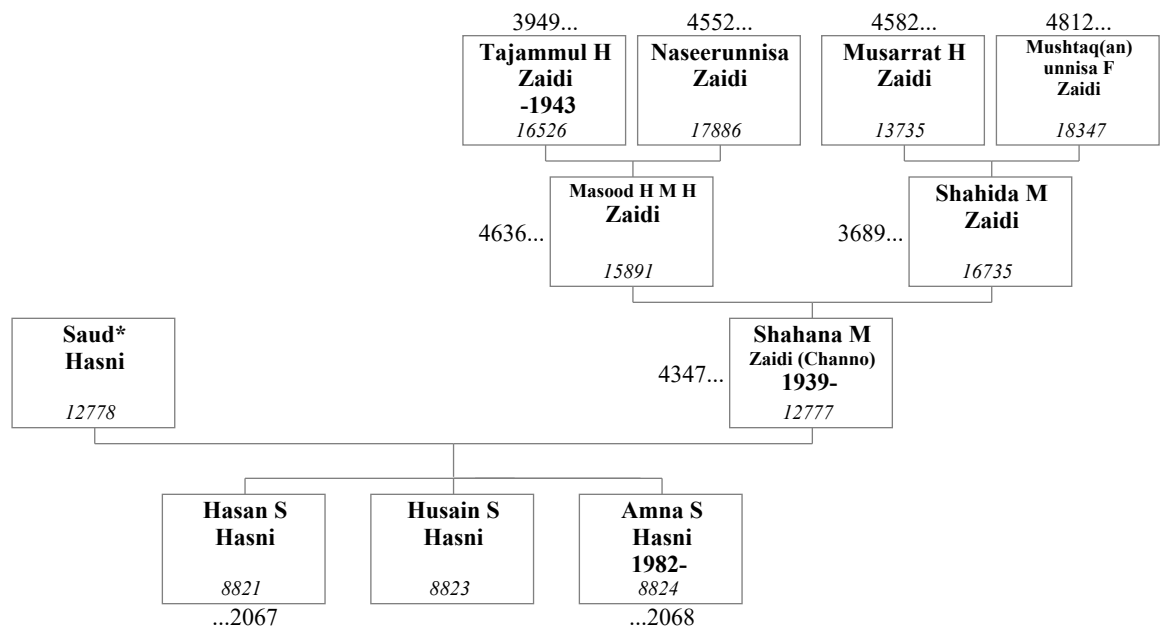 3949...
4552...
4582...
4812...
Tajammul H
Zaidi
-1943
16526
Naseerunnisa
Zaidi
17886
Musarrat H
Zaidi
13735
Mushtaq(an)
unnisa F
Zaidi
18347
4636...
Masood H M H
Zaidi
15891
3689...
Shahida M
Zaidi
16735
Saud*
Hasni
12778
4347...
Shahana M
Zaidi (Channo)
1939-
12777
Hasan S
Hasni
8821
...2067
Husain S
Hasni
8823
Amna S
Hasni
1982-
8824
...2068